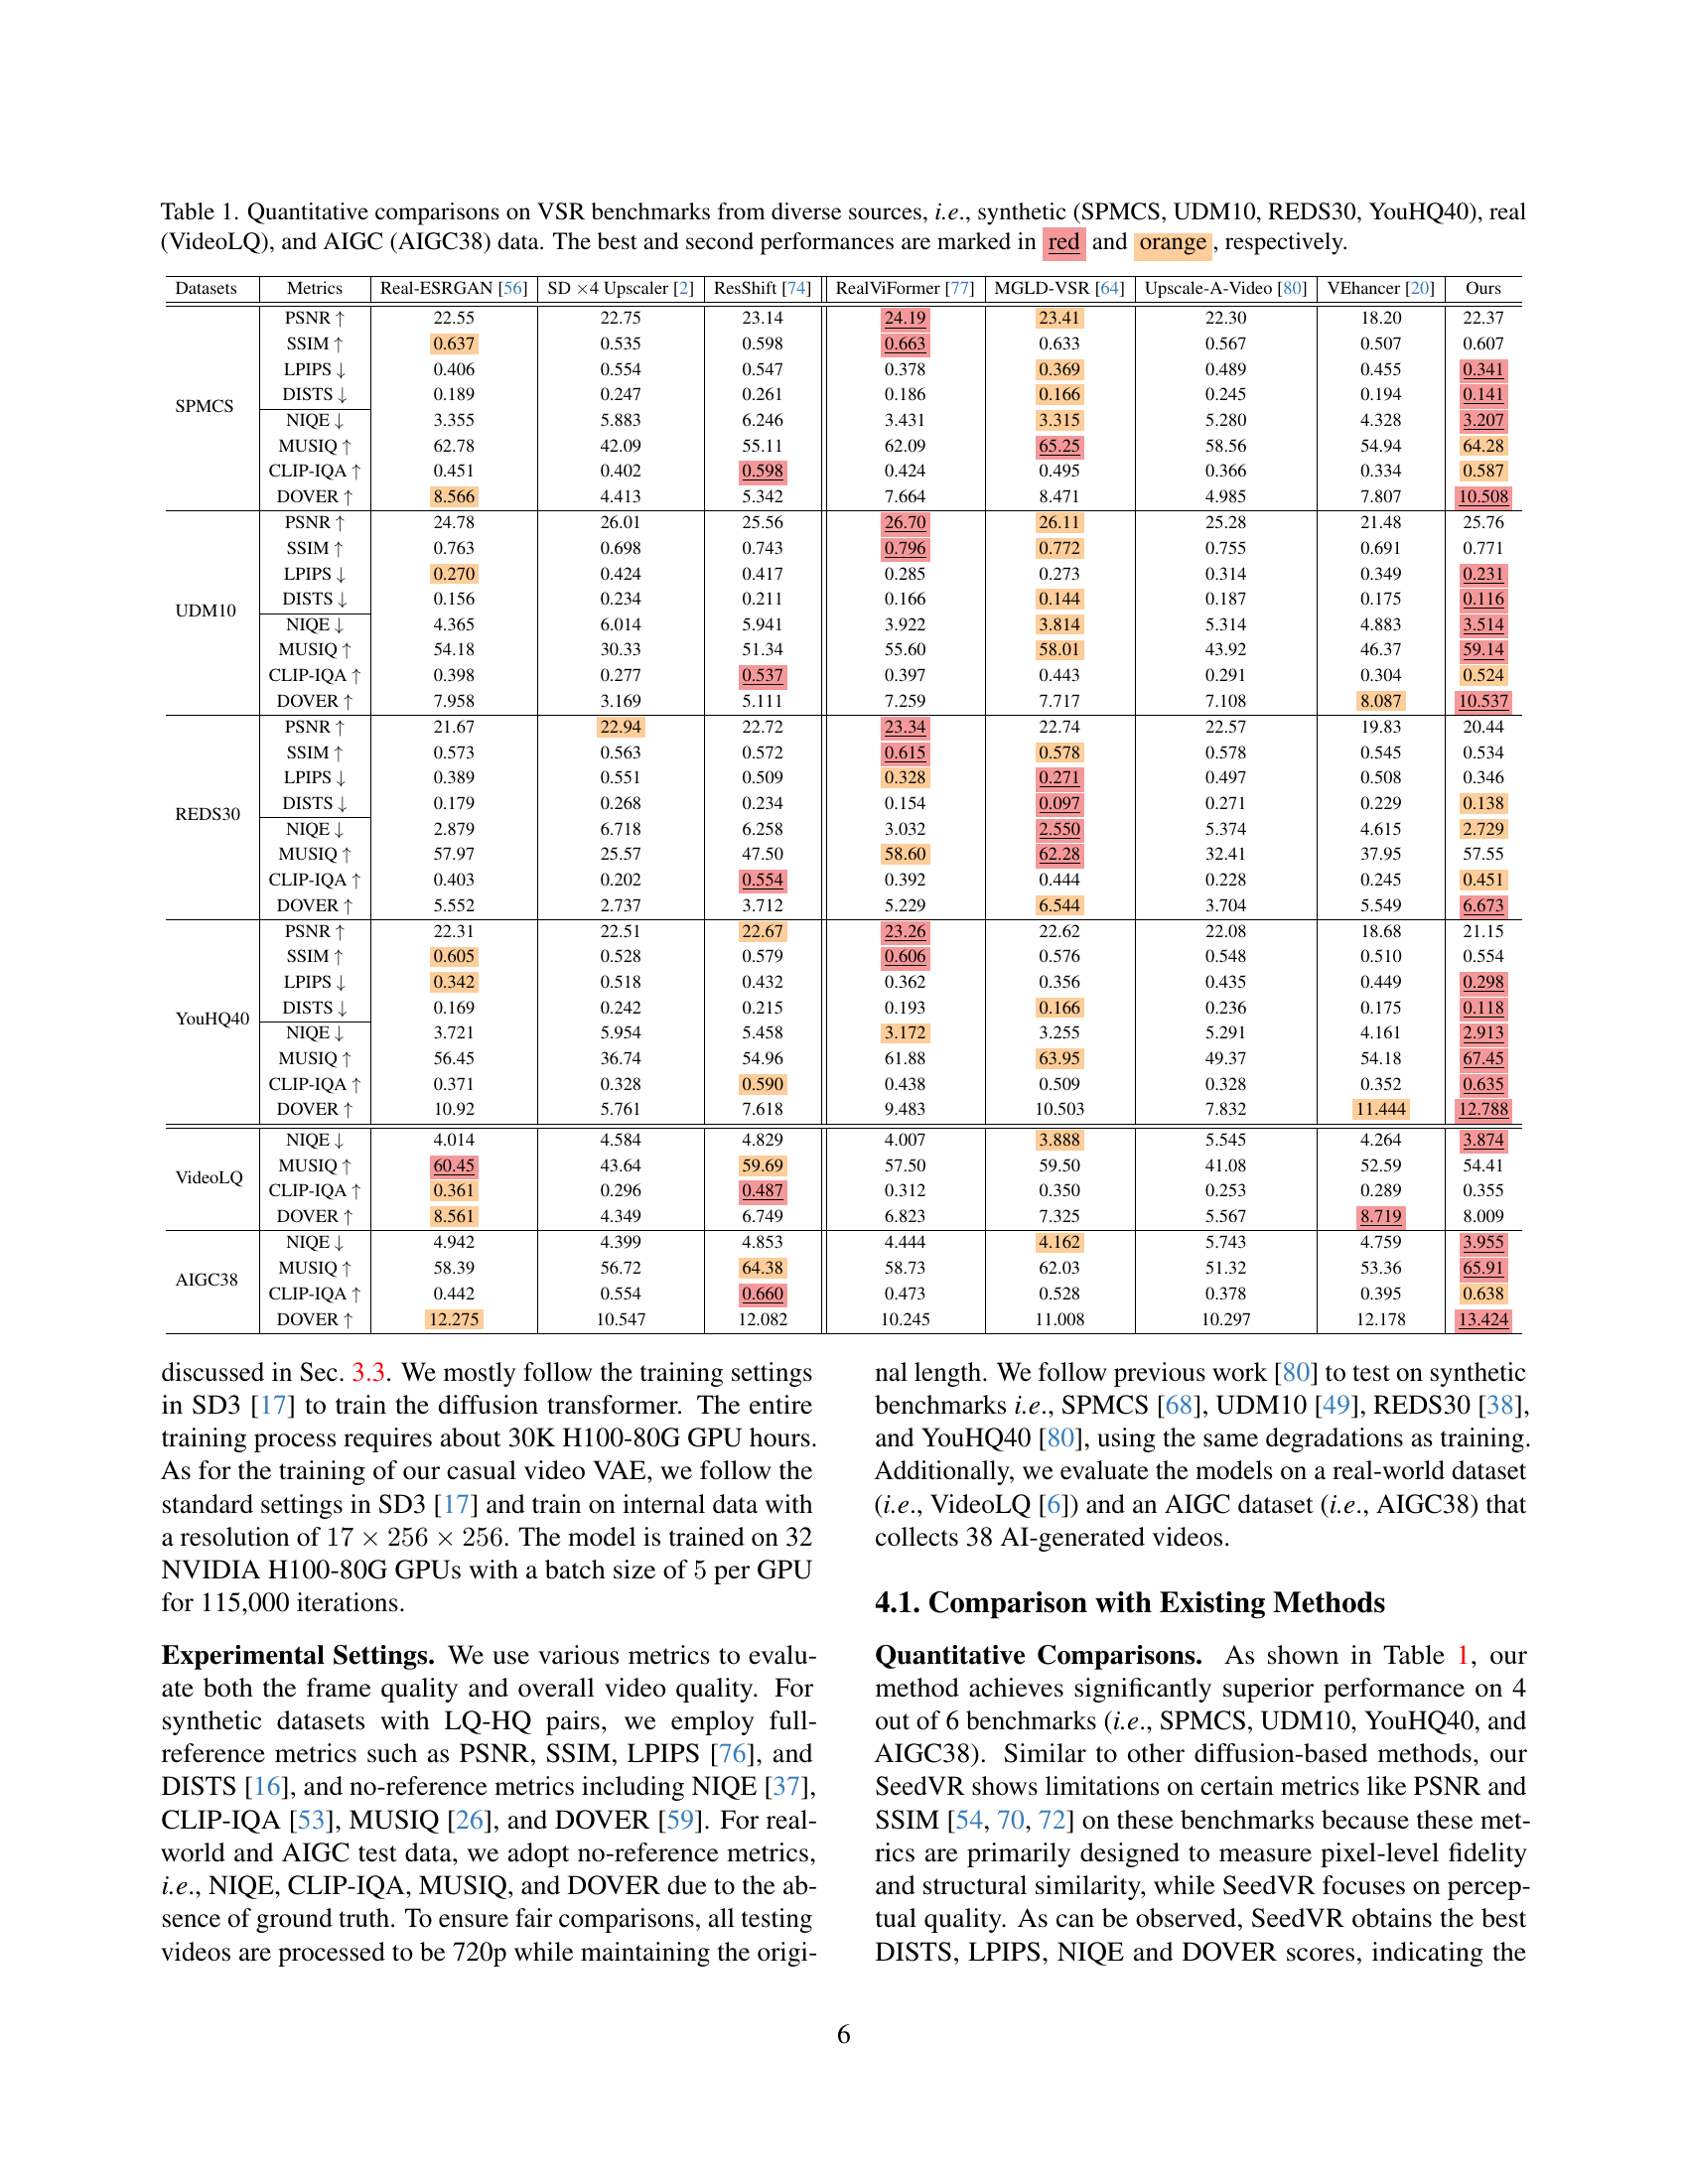 Table 1. Quantitative comparisons on VSR benchmarks from diverse sources, i.e., synthetic (SPMCS, UDM10, REDS30, YouHQ40), real
(VideoLQ), and AIGC (AIGC38) data. The best and second performances are marked in red and orange, respectively.
Datasets Metrics Real-ESRGAN [56] SD ×4 Upscaler [2] ResShift [74] RealViFormer [77] MGLD-VSR [64] Upscale-A-Video [80] VEhancer [20] Ours
SPMCS
PSNR ↑ 22.55 22.75 23.14 24.19 23.41 22.30 18.20 22.37
SSIM ↑ 0.637 0.535 0.598 0.663 0.633 0.567 0.507 0.607
LPIPS ↓ 0.406 0.554 0.547 0.378 0.369 0.489 0.455 0.341
DISTS ↓ 0.189 0.247 0.261 0.186 0.166 0.245 0.194 0.141
NIQE ↓ 3.355 5.883 6.246 3.431 3.315 5.280 4.328 3.207
MUSIQ ↑ 62.78 42.09 55.11 62.09 65.25 58.56 54.94 64.28
CLIP-IQA ↑ 0.451 0.402 0.598 0.424 0.495 0.366 0.334 0.587
DOVER ↑ 8.566 4.413 5.342 7.664 8.471 4.985 7.807 10.508
UDM10
PSNR ↑ 24.78 26.01 25.56 26.70 26.11 25.28 21.48 25.76
SSIM ↑ 0.763 0.698 0.743 0.796 0.772 0.755 0.691 0.771
LPIPS ↓ 0.270 0.424 0.417 0.285 0.273 0.314 0.349 0.231
DISTS ↓ 0.156 0.234 0.211 0.166 0.144 0.187 0.175 0.116
NIQE ↓ 4.365 6.014 5.941 3.922 3.814 5.314 4.883 3.514
MUSIQ ↑ 54.18 30.33 51.34 55.60 58.01 43.92 46.37 59.14
CLIP-IQA ↑ 0.398 0.277 0.537 0.397 0.443 0.291 0.304 0.524
DOVER ↑ 7.958 3.169 5.111 7.259 7.717 7.108 8.087 10.537
REDS30
PSNR ↑ 21.67 22.94 22.72 23.34 22.74 22.57 19.83 20.44
SSIM ↑ 0.573 0.563 0.572 0.615 0.578 0.578 0.545 0.534
LPIPS ↓ 0.389 0.551 0.509 0.328 0.271 0.497 0.508 0.346
DISTS ↓ 0.179 0.268 0.234 0.154 0.097 0.271 0.229 0.138
NIQE ↓ 2.879 6.718 6.258 3.032 2.550 5.374 4.615 2.729
MUSIQ ↑ 57.97 25.57 47.50 58.60 62.28 32.41 37.95 57.55
CLIP-IQA ↑ 0.403 0.202 0.554 0.392 0.444 0.228 0.245 0.451
DOVER ↑ 5.552 2.737 3.712 5.229 6.544 3.704 5.549 6.673
YouHQ40
PSNR ↑ 22.31 22.51 22.67 23.26 22.62 22.08 18.68 21.15
SSIM ↑ 0.605 0.528 0.579 0.606 0.576 0.548 0.510 0.554
LPIPS ↓ 0.342 0.518 0.432 0.362 0.356 0.435 0.449 0.298
DISTS ↓ 0.169 0.242 0.215 0.193 0.166 0.236 0.175 0.118
NIQE ↓ 3.721 5.954 5.458 3.172 3.255 5.291 4.161 2.913
MUSIQ ↑ 56.45 36.74 54.96 61.88 63.95 49.37 54.18 67.45
CLIP-IQA ↑ 0.371 0.328 0.590 0.438 0.509 0.328 0.352 0.635
DOVER ↑ 10.92 5.761 7.618 9.483 10.503 7.832 11.444 12.788
VideoLQ
NIQE ↓ 4.014 4.584 4.829 4.007 3.888 5.545 4.264 3.874
MUSIQ ↑ 60.45 43.64 59.69 57.50 59.50 41.08 52.59 54.41
CLIP-IQA ↑ 0.361 0.296 0.487 0.312 0.350 0.253 0.289 0.355
DOVER ↑ 8.561 4.349 6.749 6.823 7.325 5.567 8.719 8.009
AIGC38
NIQE ↓ 4.942 4.399 4.853 4.444 4.162 5.743 4.759 3.955
MUSIQ ↑ 58.39 56.72 64.38 58.73 62.03 51.32 53.36 65.91
CLIP-IQA ↑ 0.442 0.554 0.660 0.473 0.528 0.378 0.395 0.638
DOVER ↑ 12.275 10.547 12.082 10.245 11.008 10.297 12.178 13.424
discussed in Sec. 3.3. We mostly follow the training settings
in SD3 [17] to train the diffusion transformer. The entire
training process requires about 30K H100-80G GPU hours.
As for the training of our casual video VAE, we follow the
standard settings in SD3 [17] and train on internal data with
a resolution of 17 × 256 × 256. The model is trained on 32
NVIDIA H100-80G GPUs with a batch size of 5 per GPU
for 115,000 iterations.
Experimental Settings. We use various metrics to evalu-
ate both the frame quality and overall video quality. For
synthetic datasets with LQ-HQ pairs, we employ full-
reference metrics such as PSNR, SSIM, LPIPS [76], and
DISTS [16], and no-reference metrics including NIQE [37],
CLIP-IQA [53], MUSIQ [26], and DOVER [59]. For real-
world and AIGC test data, we adopt no-reference metrics,
i.e., NIQE, CLIP-IQA, MUSIQ, and DOVER due to the ab-
sence of ground truth. To ensure fair comparisons, all testing
videos are processed to be 720p while maintaining the origi-
nal length. We follow previous work [80] to test on synthetic
benchmarks i.e., SPMCS [68], UDM10 [49], REDS30 [38],
and YouHQ40 [80], using the same degradations as training.
Additionally, we evaluate the models on a real-world dataset
(i.e., VideoLQ [6]) and an AIGC dataset (i.e., AIGC38) that
collects 38 AI-generated videos.
4.1. Comparison with Existing Methods
Quantitative Comparisons. As shown in Table 1, our
method achieves significantly superior performance on 4
out of 6 benchmarks (i.e., SPMCS, UDM10, YouHQ40, and
AIGC38). Similar to other diffusion-based methods, our
SeedVR shows limitations on certain metrics like PSNR and
SSIM [54, 70, 72] on these benchmarks because these met-
rics are primarily designed to measure pixel-level fidelity
and structural similarity, while SeedVR focuses on percep-
tual quality. As can be observed, SeedVR obtains the best
DISTS, LPIPS, NIQE and DOVER scores, indicating the
6